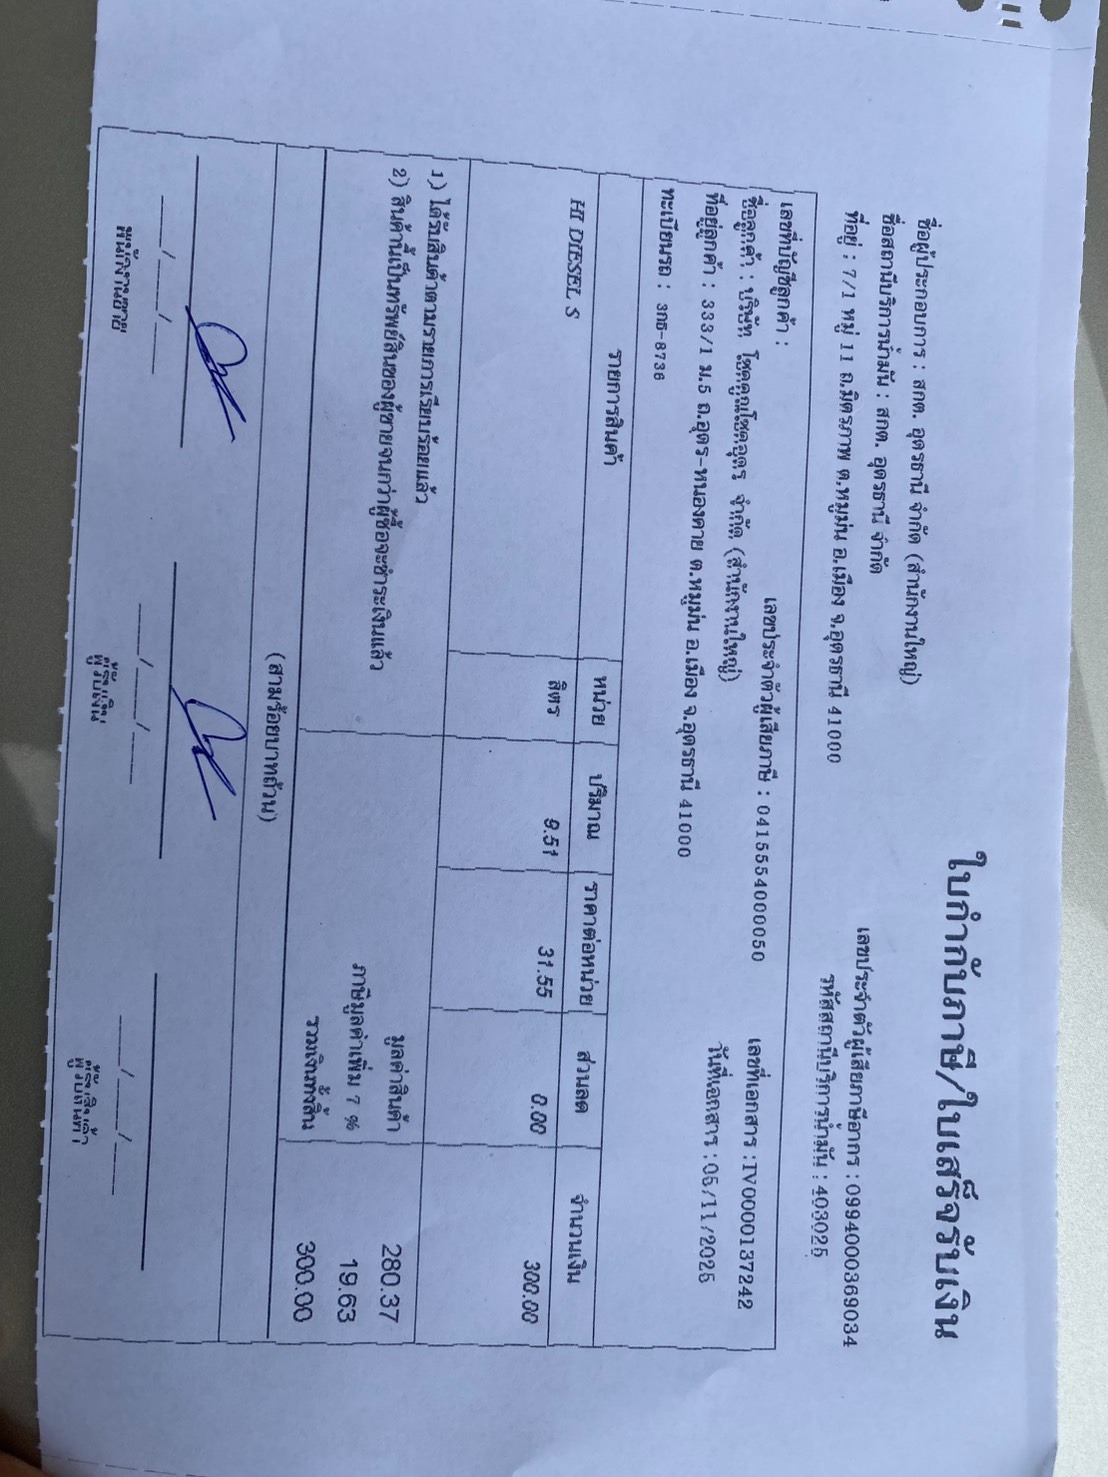 ใบกำกับภาษี/ใบเสร็จรับเงิน
ชื่อผู้ประกอบการ : สกต. อุดรธานี จำกัด (สำนักงานใหญ่)
เลขประจำตัวผู้เสียภาษีอากร : 0994000369034
ชื่อสถานีบริการน้ำมัน : สกต. อุดรธานี จำกัด
รหัสสถานีบริการน้ำมัน : 403025
ที่อยู่ : 7/1 หมู่ 11 ถ.มิตรภาพ ต.หมูม่น อ.เมือง จ.อุดรธานี 41000
เลขที่บัญชีลูกค้า :
เลขประจำตัวผู้เสียภาษี : 0415554000050
เลขที่เอกสาร :IV0000137242
ชื่อลูกค้า : บริษัท โชคคูณโชคอุดร จำกัด (สำนักงานใหญ่)
วันที่เอกสาร : 05/11/2025
ที่อยู่ลูกค้า : 333/1 ม.5 ถ.อุดร-หนองคาย ต.หมูม่น อ.เมือง จ.อุดรธานี 41000
ทะเบียนรถ : 3กธ-8736
รายการสินค้า หน่วย ปริมาณ ราคาต่อหน่วย ส่วนลด จำนวนเงิน
HI DIESEL S ลิตร 9.51 31.55 0.00 300.00
1) ได้รับสินค้าตามรายการเรียบร้อยแล้ว
มูลค่าสินค้า 280.37
2) สินค้านี้เป็นทรัพย์สินของผู้ขายจนกว่าผู้ซื้อจะชำระเงินแล้ว
ภาษีมูลค่าเพิ่ม 7 % 19.63
รวมเงินทั้งสิ้น 300.00
(สามร้อยบาทถ้วน)
___/___/___ ___/___/___ ___/___/___
พนักงานขาย ผู้รับเงิน ผู้รับสินค้า